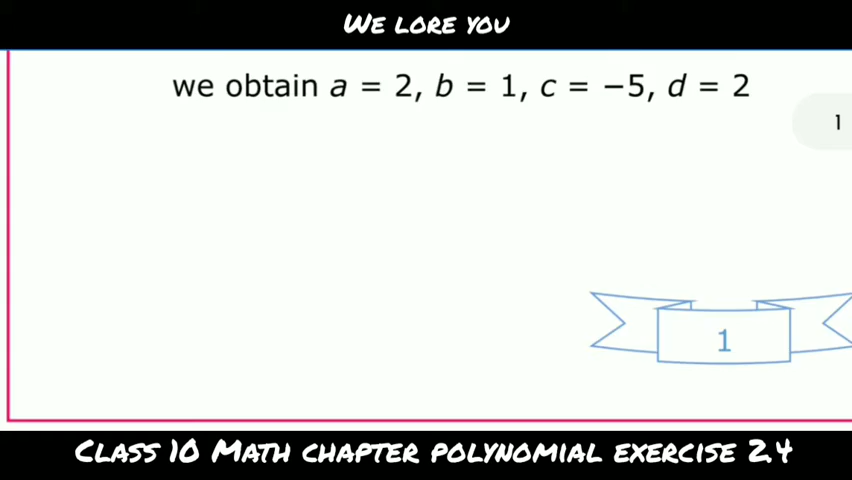 We lore you
we obtain a = 2, b = 1, c = −5, d = 2
1
1
Class 10 Math chapter polynomial exercise 2.4